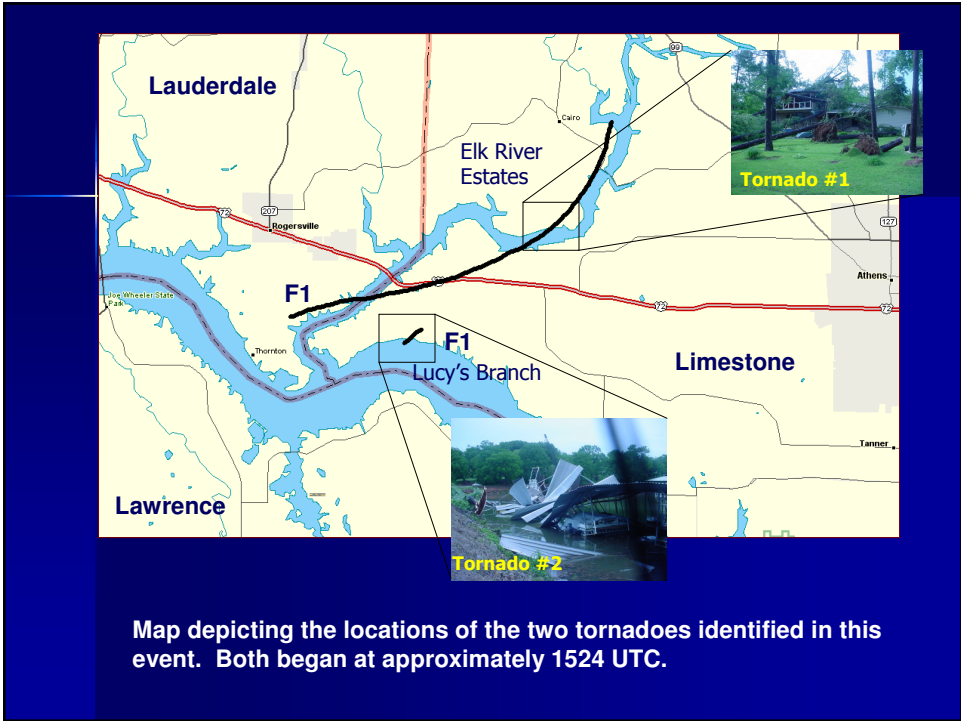 Lauderdale
99
Cairo
Elk River
Estates
Tornado #1
72
207
Rogersville
127
Athens
F1
Joe Wheeler State
Park
72
72
Thornton
F1
Lucy's Branch
Limestone
Tanner
Lawrence
Tornado #2
Map depicting the locations of the two tornadoes identified in this
event. Both began at approximately 1524 UTC.